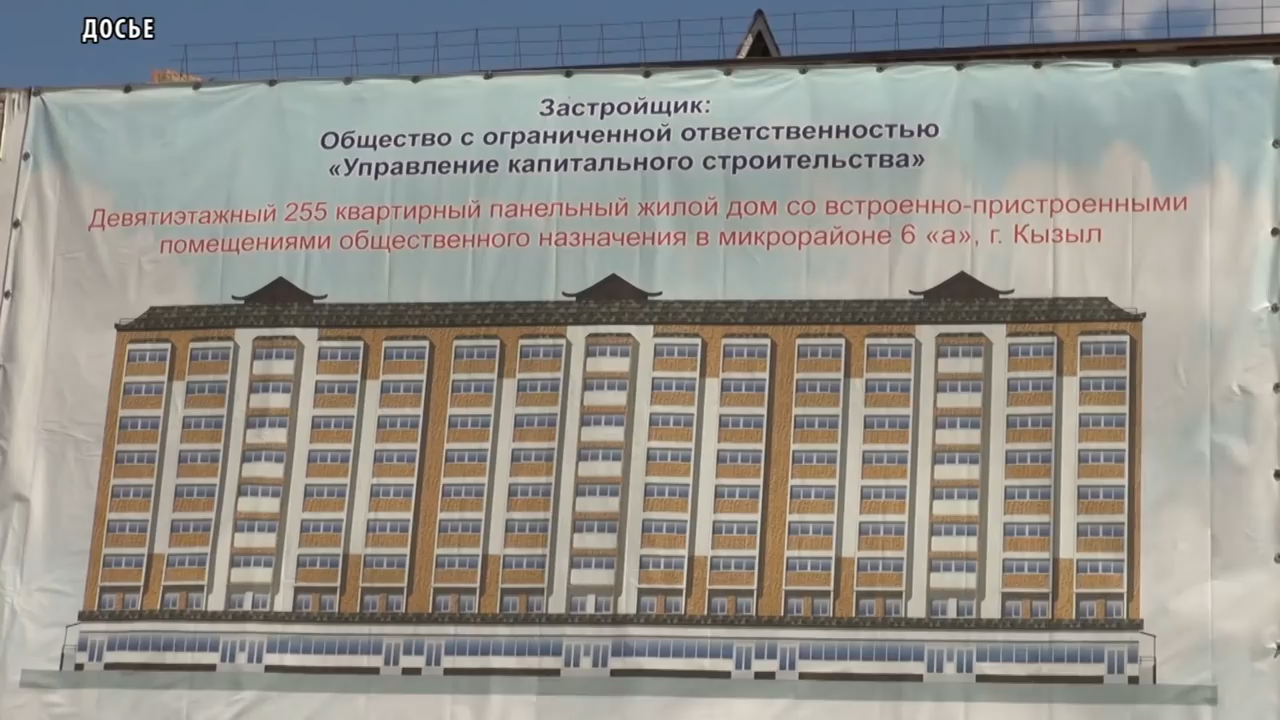 ДОСЬЕ
Застройщик:
Общество с ограниченной ответственностью
«Управление капитального строительства»
Девятиэтажный 255 квартирный панельный жилой дом со встроенно-пристроенными
помещениями общественного назначения в микрорайоне 6 «а», г. Кызыл